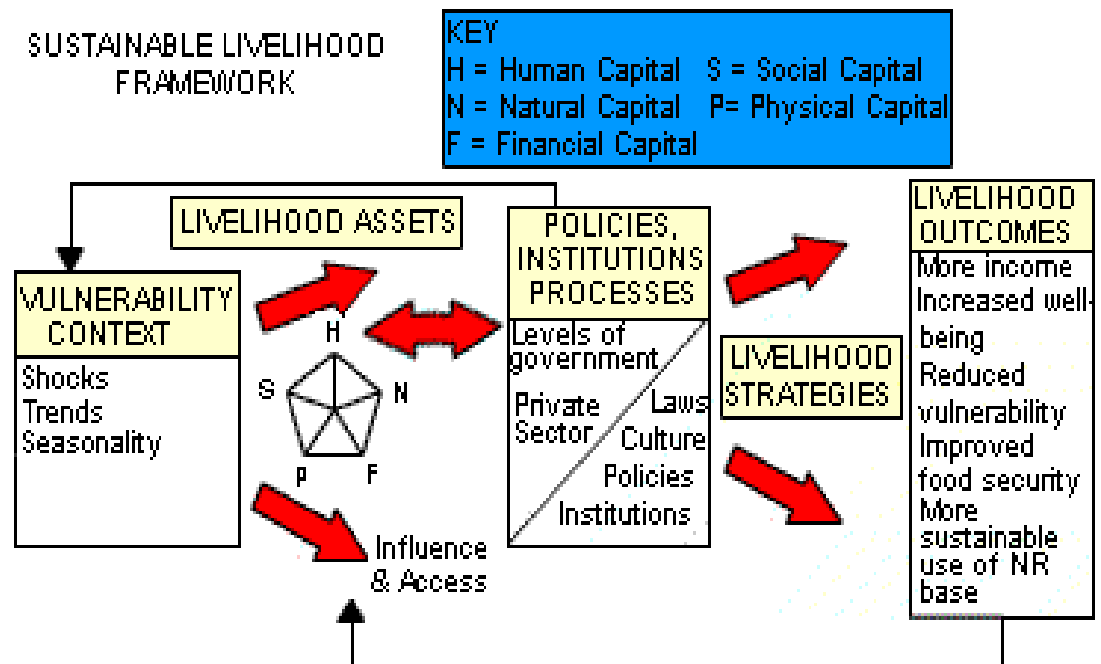 SUSTAINABLE LIVELIHOOD
FRAMEWORK
KEY
H = Human Capital S = Social Capital
N = Natural Capital P= Physical Capital
F = Financial Capital
LIVELIHOOD ASSETS
VULNERABILITY
CONTEXT
Shocks
Trends
Seasonality
H
S
N
P
F
Influence
& Access
POLICIES,
INSTITUTIONS
PROCESSES
Levels of
government
Private
Sector
Laws
Culture
Policies
Institutions
LIVELIHOOD
STRATEGIES
LIVELIHOOD
OUTCOMES
More income
Increased well-
being
Reduced
vulnerability
Improved
food security
More
sustainable
use of NR
base